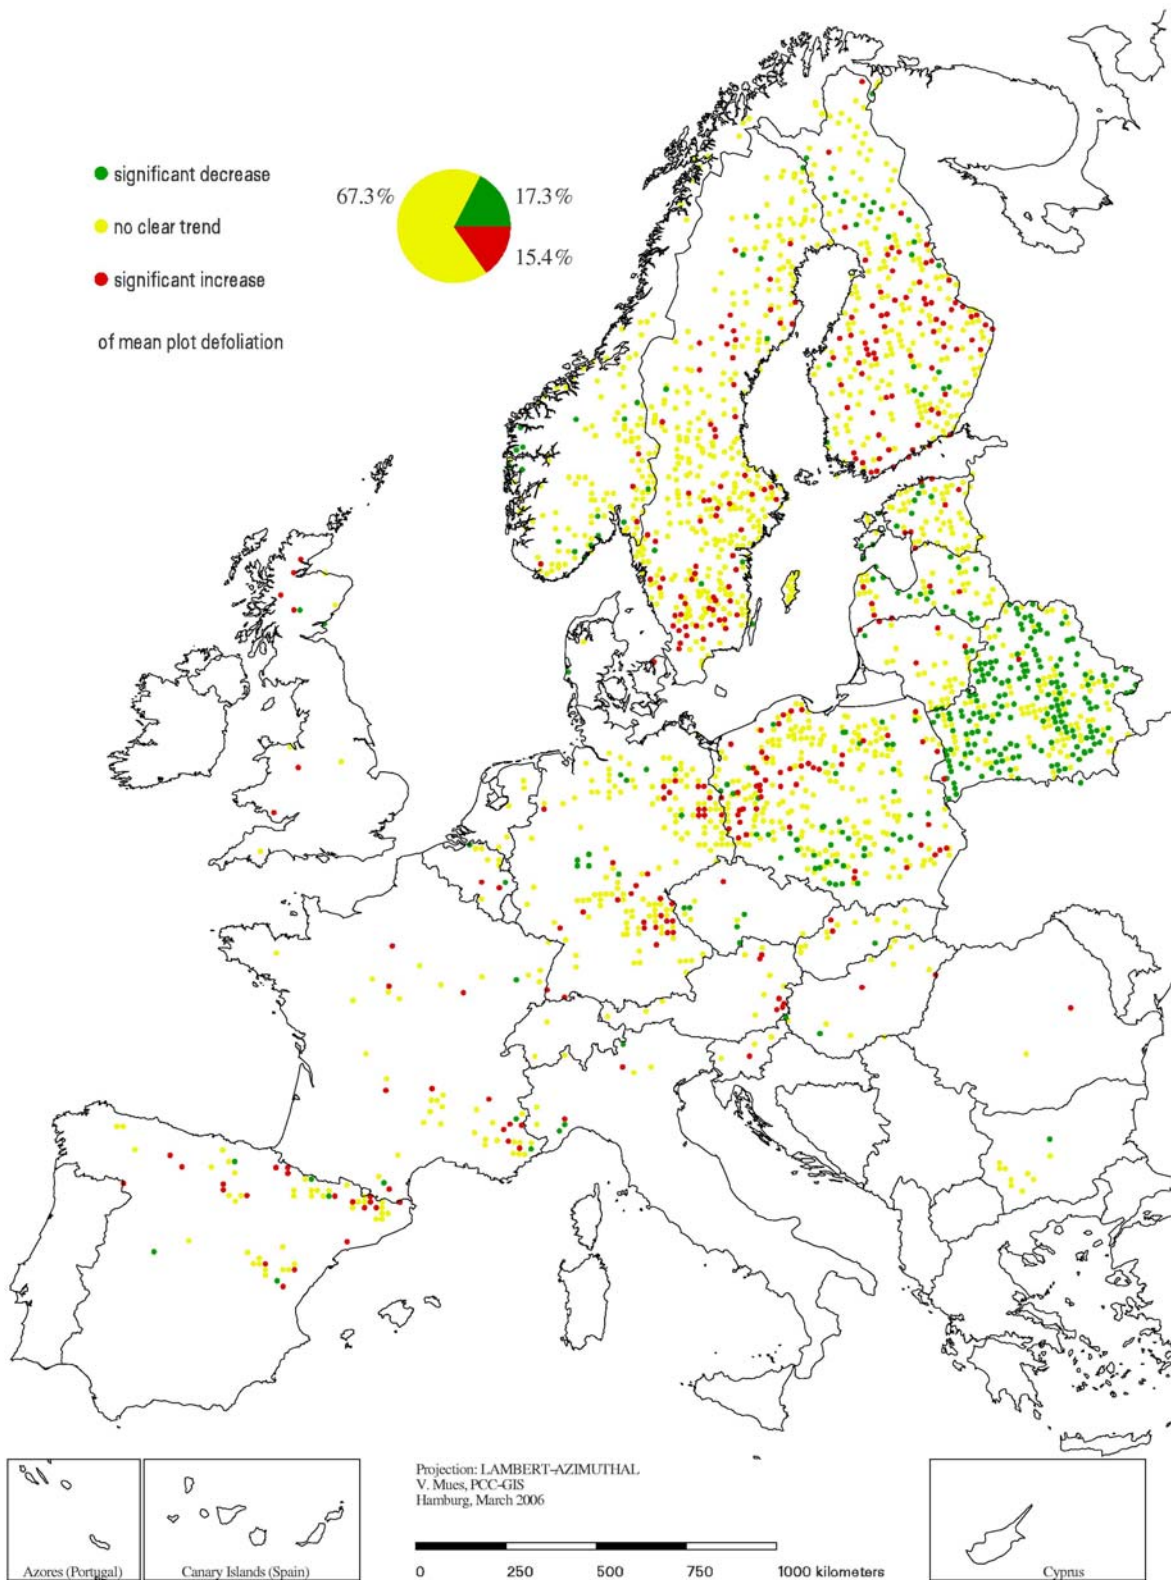 significant decrease
no clear trend
significant increase
of mean plot defoliation
67.3%
17.3%
15.4%
Projection: LAMBERT-AZIMUTHAL
V. Mues, PCC-GIS
Hamburg, March 2006
0 250 500 750 1000 kilometers
Azores (Portugal)
Canary Islands (Spain)
Cyprus